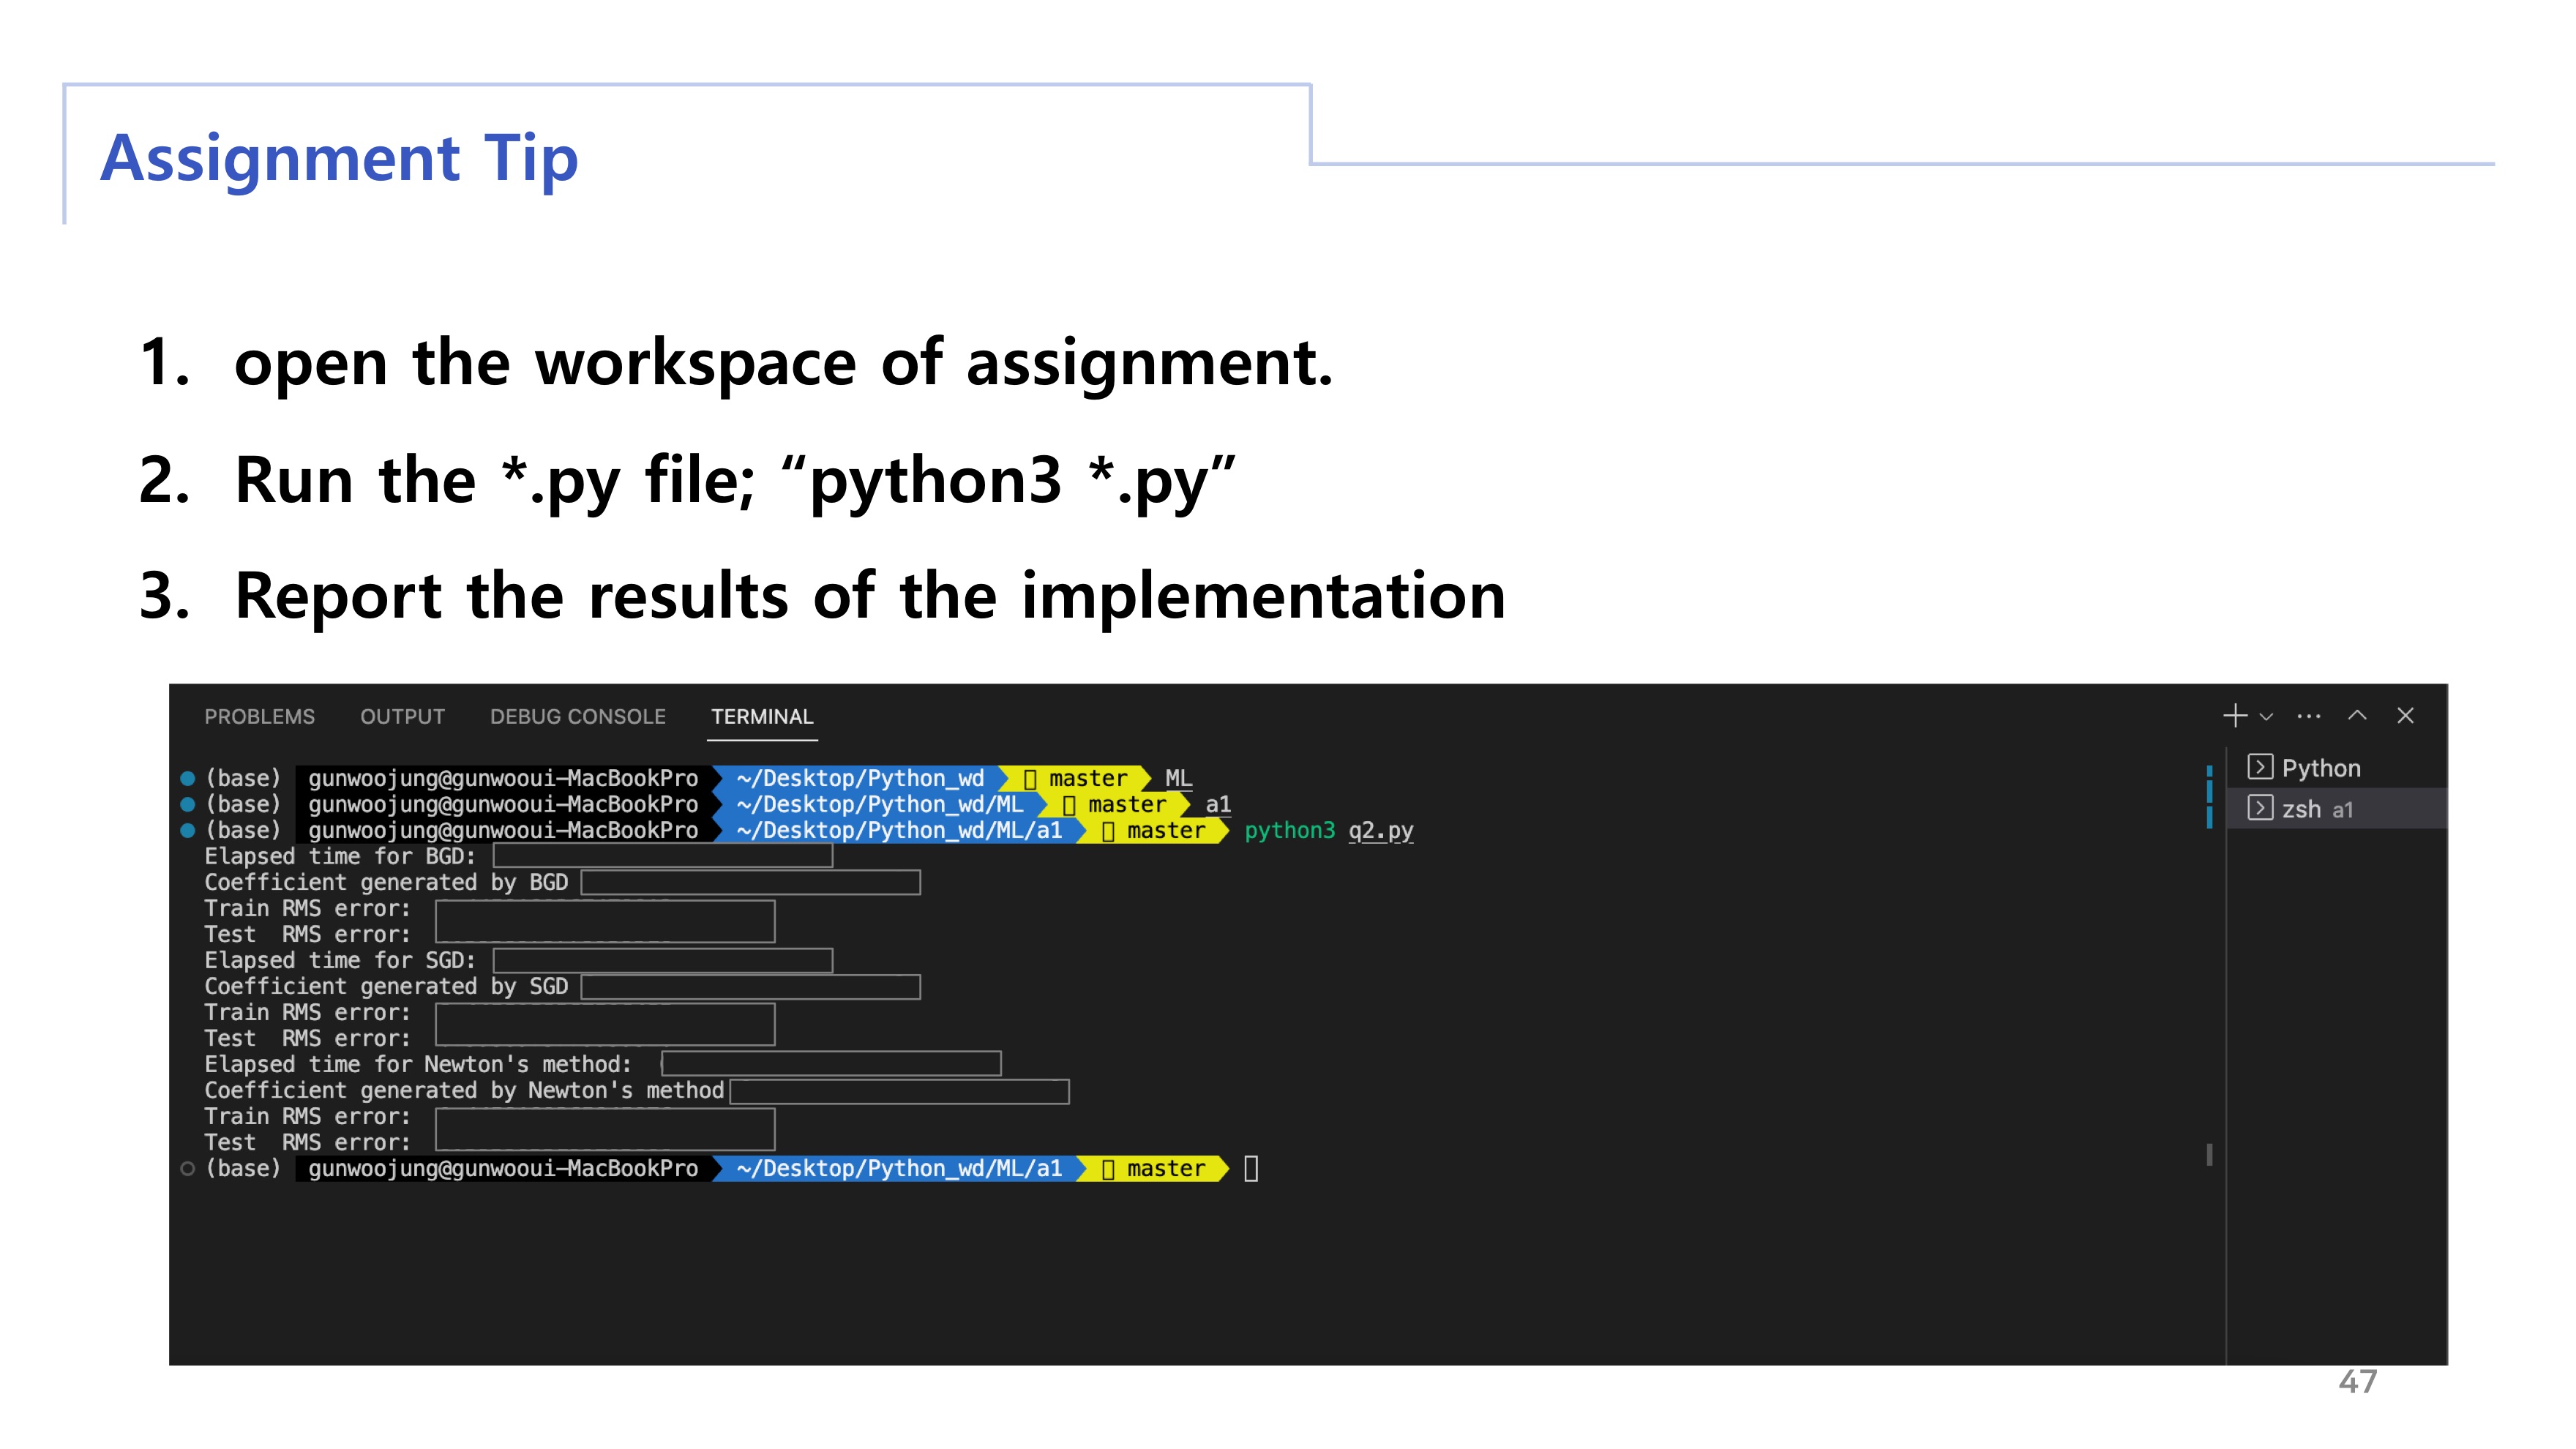 Assignment Tip
1. open the workspace of assignment.
2. Run the *.py file; “python3 *.py”
3. Report the results of the implementation
PROBLEMS OUTPUT DEBUG CONSOLE TERMINAL
(base) gunwoojung@gunwooui-MacBookPro ~/Desktop/Python_wd master ML
(base) gunwoojung@gunwooui-MacBookPro ~/Desktop/Python_wd/ML master a1
(base) gunwoojung@gunwooui-MacBookPro ~/Desktop/Python_wd/ML/a1 master python3 q2.py
Elapsed time for BGD:
Coefficient generated by BGD
Train RMS error:
Test  RMS error:
Elapsed time for SGD:
Coefficient generated by SGD
Train RMS error:
Test  RMS error:
Elapsed time for Newton's method:
Coefficient generated by Newton's method
Train RMS error:
Test  RMS error:
(base) gunwoojung@gunwooui-MacBookPro ~/Desktop/Python_wd/ML/a1 master
Python
zsh a1
47